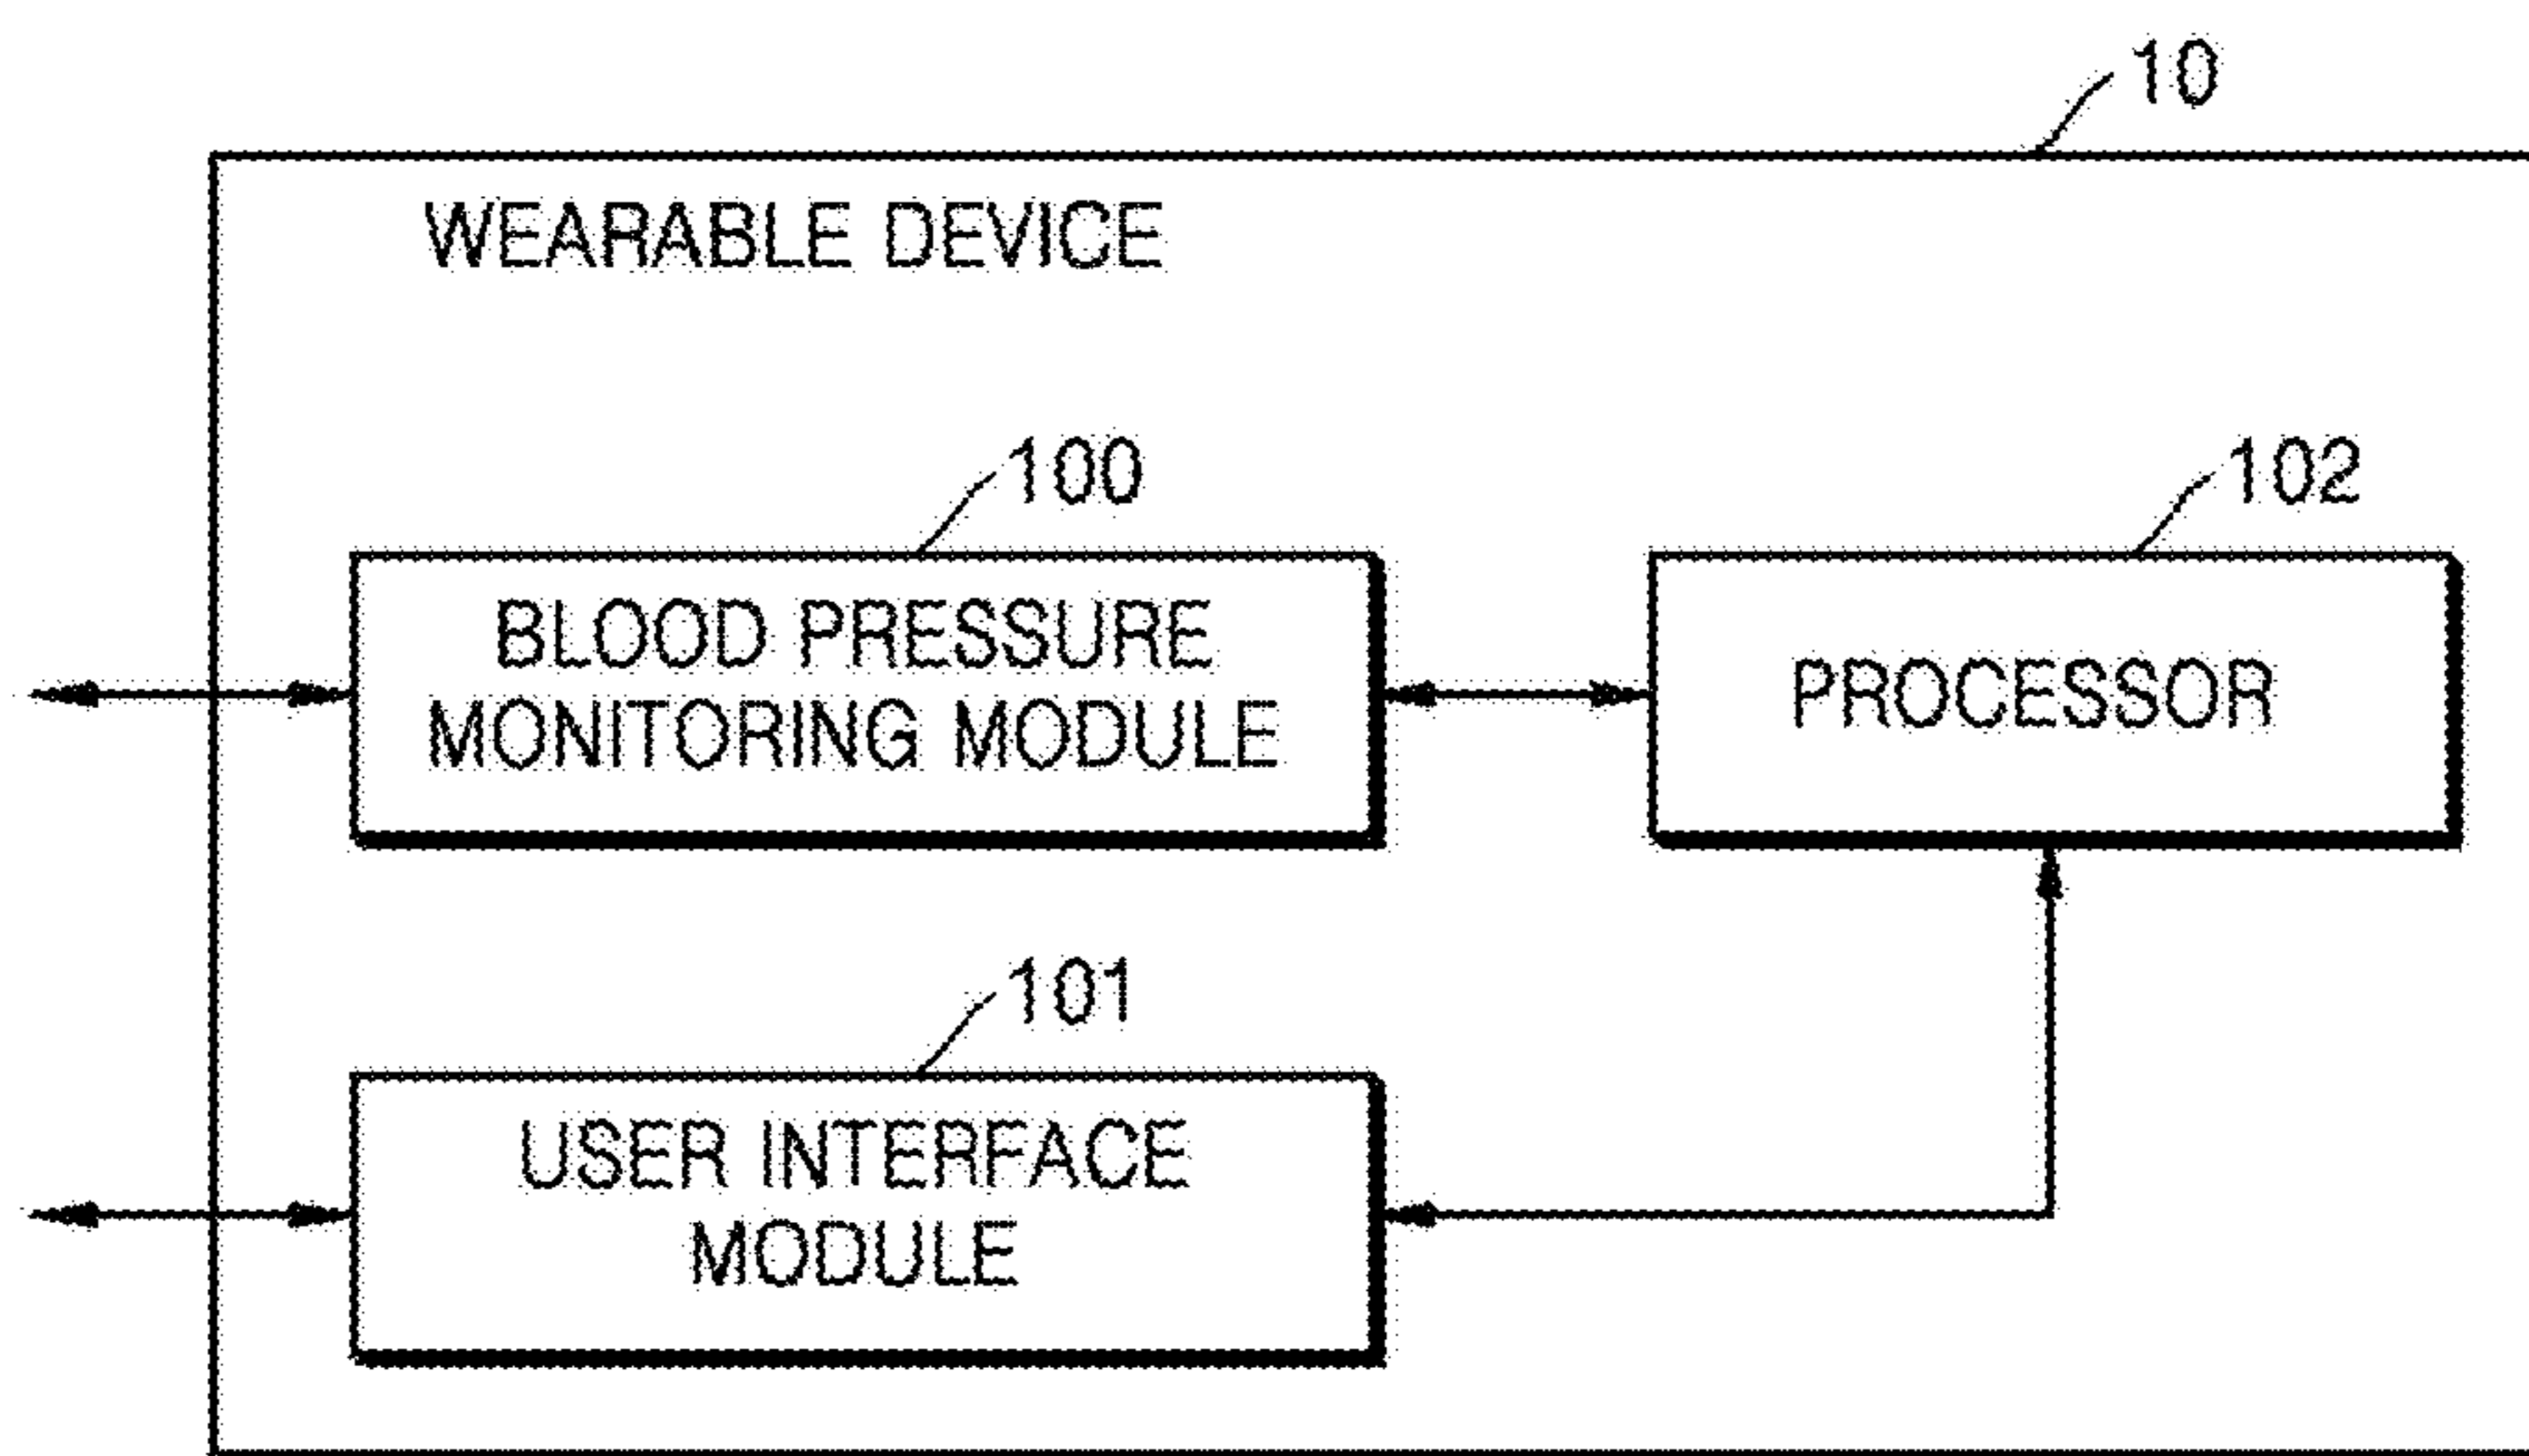 10
WEARABLE DEVICE
100
102
BLOOD PRESSURE
MONITORING MODULE
PROCESSOR
101
USER INTERFACE
MODULE